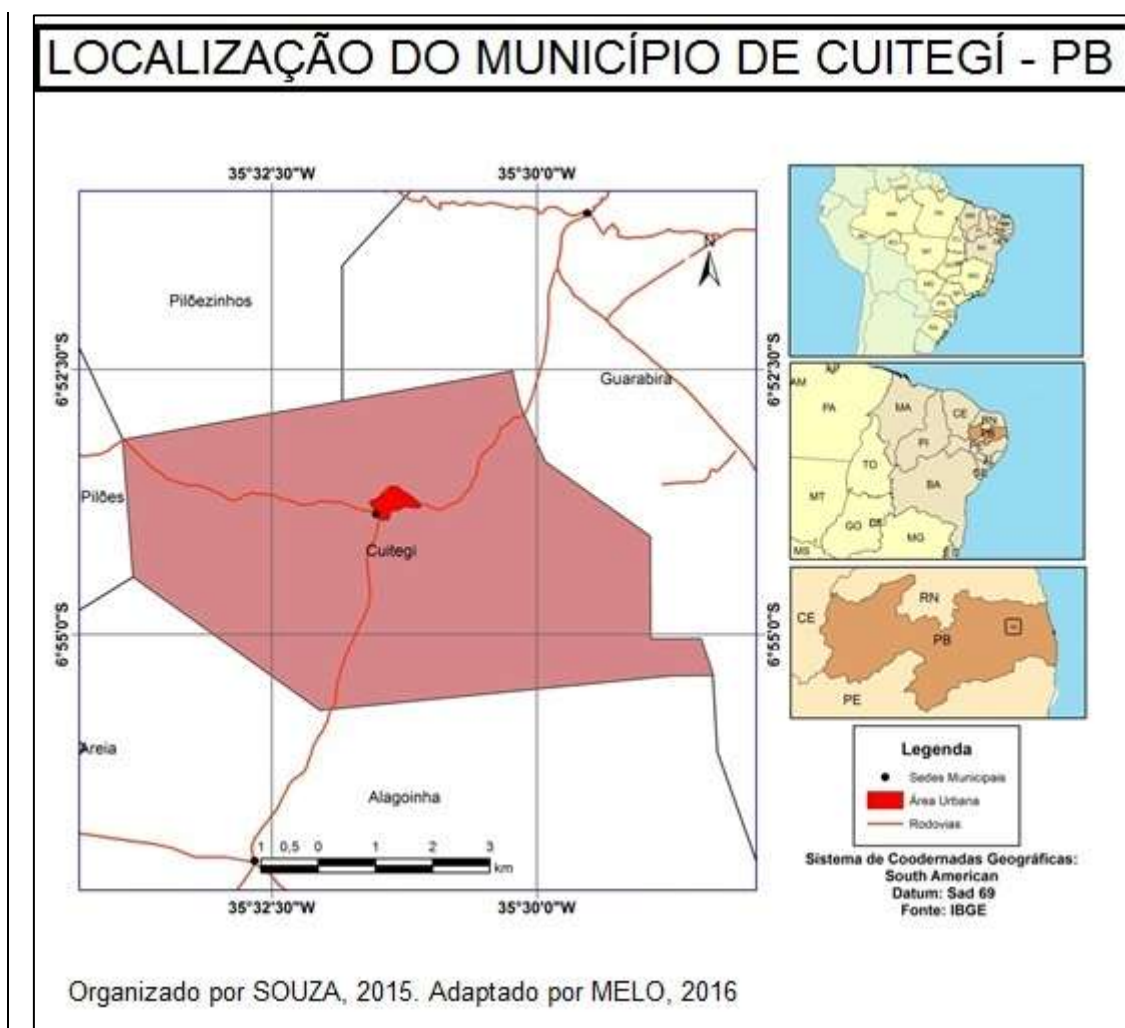 LOCALIZAÇÃO DO MUNICÍPIO DE CUITEGÍ - PB
35°32'30"W
35°30'0"W
6°52'30"S
6°52'30"S
6°55'0"S
6°55'0"S
Pilõezinhos
N
Guarabira
Pilões
Cuitegi
Areia
Alagoinha
1 0,5 0 1 2 3
km
35°32'30"W
35°30'0"W
AM
PA
MA
CE
RN
PB
PI
TO
BA
MT
GO
DF
MG
MS
RN
CE
PB
PE
Legenda
Sedes Municipais
Área Urbana
Rodovias
Sistema de Coodernadas Geográficas:
South American
Datum: Sad 69
Fonte: IBGE
Organizado por SOUZA, 2015. Adaptado por MELO, 2016